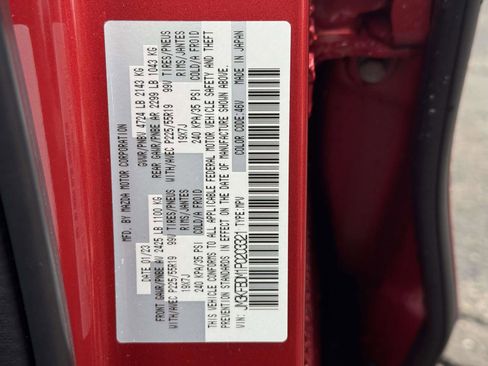 MFD. BY MAZDA MOTOR CORPORATION
DATE 01/23 GVWR/PNBV 4724 LB 2143 KG
FRONT GAWR/PNBE AV 2425 LB 1100 KG REAR GAWR/PNBE AR 2299 LB 1043 KG
WITH/AVEC P225/55R19 99V TIRES/PNEUS WITH/AVEC P225/55R19 99V TIRES/PNEUS
19X7J RIMS/JANTES 19X7J RIMS/JANTES
240 KPA/35 PSI COLD/A FROID 240 KPA/35 PSI COLD/A FROID
THIS VEHICLE CONFORMS TO ALL APPLICABLE FEDERAL MOTOR VEHICLE SAFETY AND THEFT
PREVENTION STANDARDS IN EFFECT ON THE DATE OF MANUFACTURE SHOWN ABOVE.
MADE IN JAPAN
VIN: JM3KFBDM1P0203321 TYPE:MPV COLOR CODE:46V